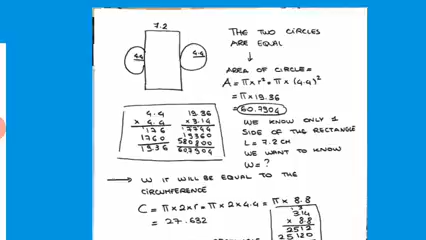 7.2
THE TWO CIRCLES
ARE EQUAL
4.4
4.4
AREA OF CIRCLE =
A = π × r² = π × (4.4)²
= π × 19.36
= 60.7904
4.4
× 4.4
176
1760
1936
19.36
× 3.14
7744
19360
580800
607904
WE KNOW ONLY 1
SIDE OF THE RECTANGLE
L = 7.2 CM
WE WANT TO KNOW
W = ?
W IT WILL BE EQUAL TO THE
CIRCUMFERENCE
C = π × 2 × r = π × 2 × 4.4 = π × 8.8
= 27.632
3.14
× 8.8
2512
25120